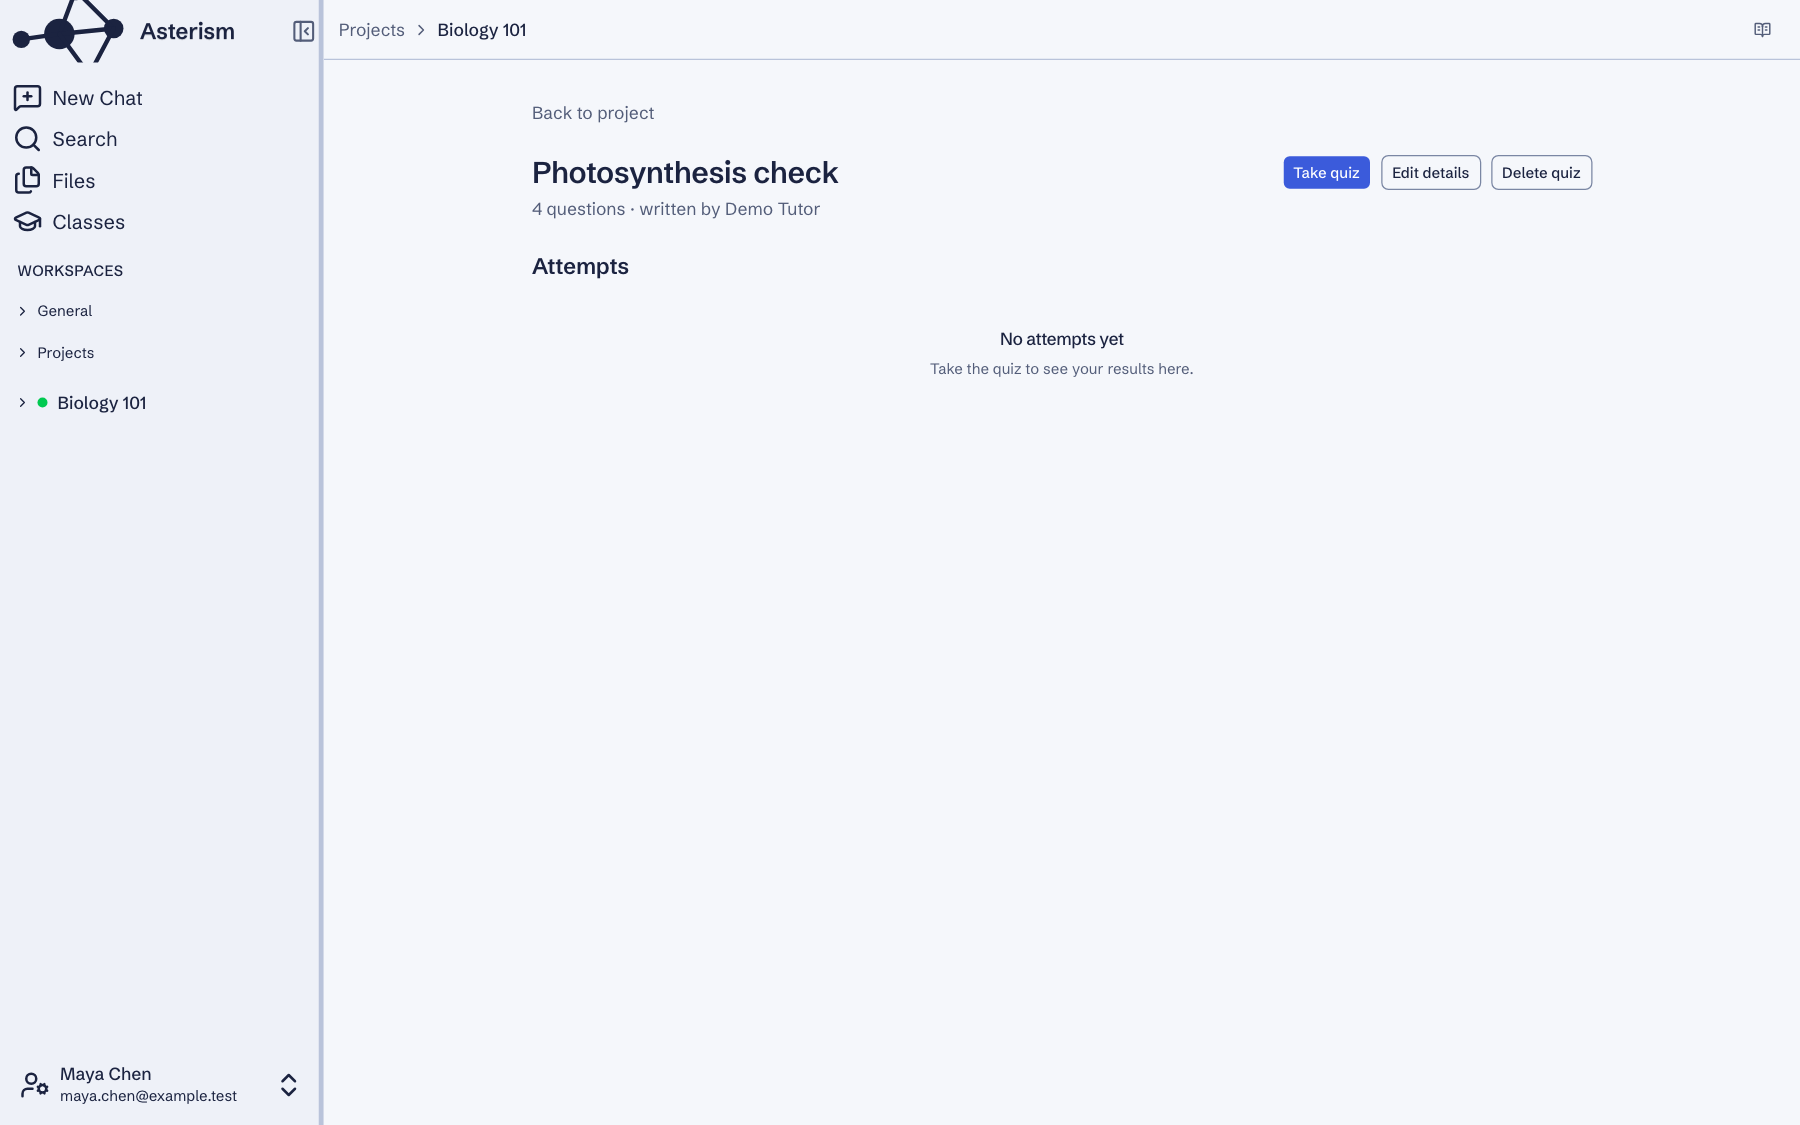 Asterism
New Chat
Search
Files
Classes
WORKSPACES
General
Projects
Biology 101
Maya Chen
maya.chen@example.test
Projects > Biology 101
Back to project
Photosynthesis check
4 questions · written by Demo Tutor
Take quiz
Edit details
Delete quiz
Attempts
No attempts yet
Take the quiz to see your results here.